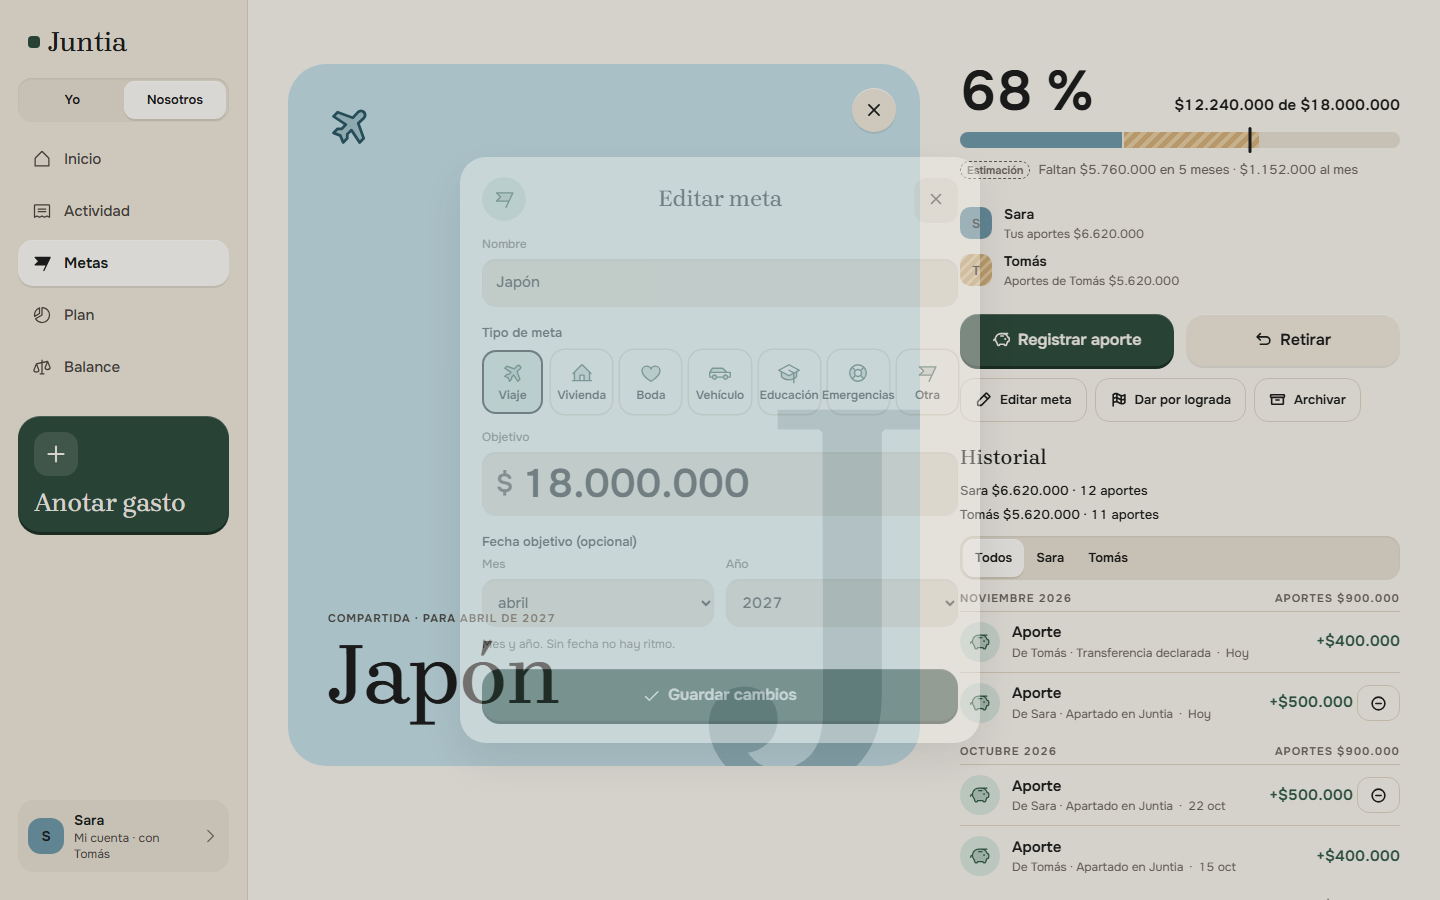 Juntia
Yo
Nosotros
Inicio
Actividad
Metas
Plan
Balance
Anotar gasto
S
Sara
Mi cuenta · con
Tomás
COMPARTIDA · PARA ABRIL DE 2027
Japón
J
Editar meta
Nombre
Japón
Tipo de meta
Viaje
Vivienda
Boda
Vehículo
Educación
Emergencias
Otra
Objetivo
$ 18.000.000
Fecha objetivo (opcional)
Mes
Año
abril
2027
Mes y año. Sin fecha no hay ritmo.
Guardar cambios
68 %
$12.240.000 de $18.000.000
Estimación
Faltan $5.760.000 en 5 meses · $1.152.000 al mes
S
Sara
Tus aportes $6.620.000
T
Tomás
Aportes de Tomás $5.620.000
Registrar aporte
Retirar
Editar meta
Dar por lograda
Archivar
Historial
Sara $6.620.000 · 12 aportes
Tomás $5.620.000 · 11 aportes
Todos
Sara
Tomás
NOVIEMBRE 2026
APORTES $900.000
Aporte
De Tomás · Transferencia declarada · Hoy
+$400.000
Aporte
De Sara · Apartado en Juntia · Hoy
+$500.000
OCTUBRE 2026
APORTES $900.000
Aporte
De Sara · Apartado en Juntia · 22 oct
+$500.000
Aporte
De Tomás · Apartado en Juntia · 15 oct
+$400.000